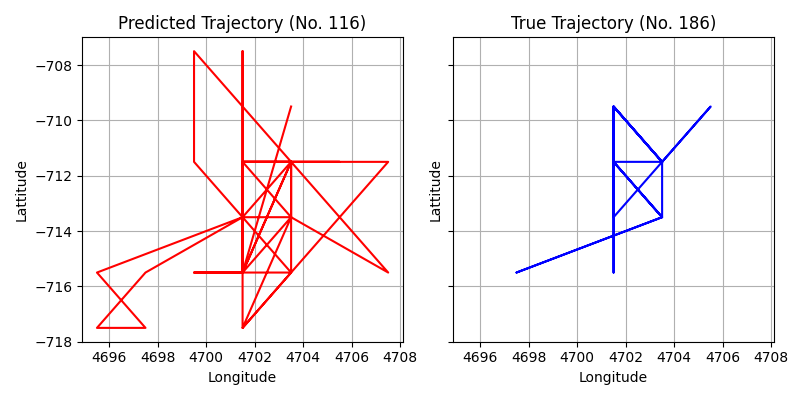 Predicted Trajectory (No. 116)
True Trajectory (No. 186)
Lattitude
−708
−710
−712
−714
−716
−718
4696 4698 4700 4702 4704 4706 4708
Longitude
Lattitude
4696 4698 4700 4702 4704 4706 4708
Longitude